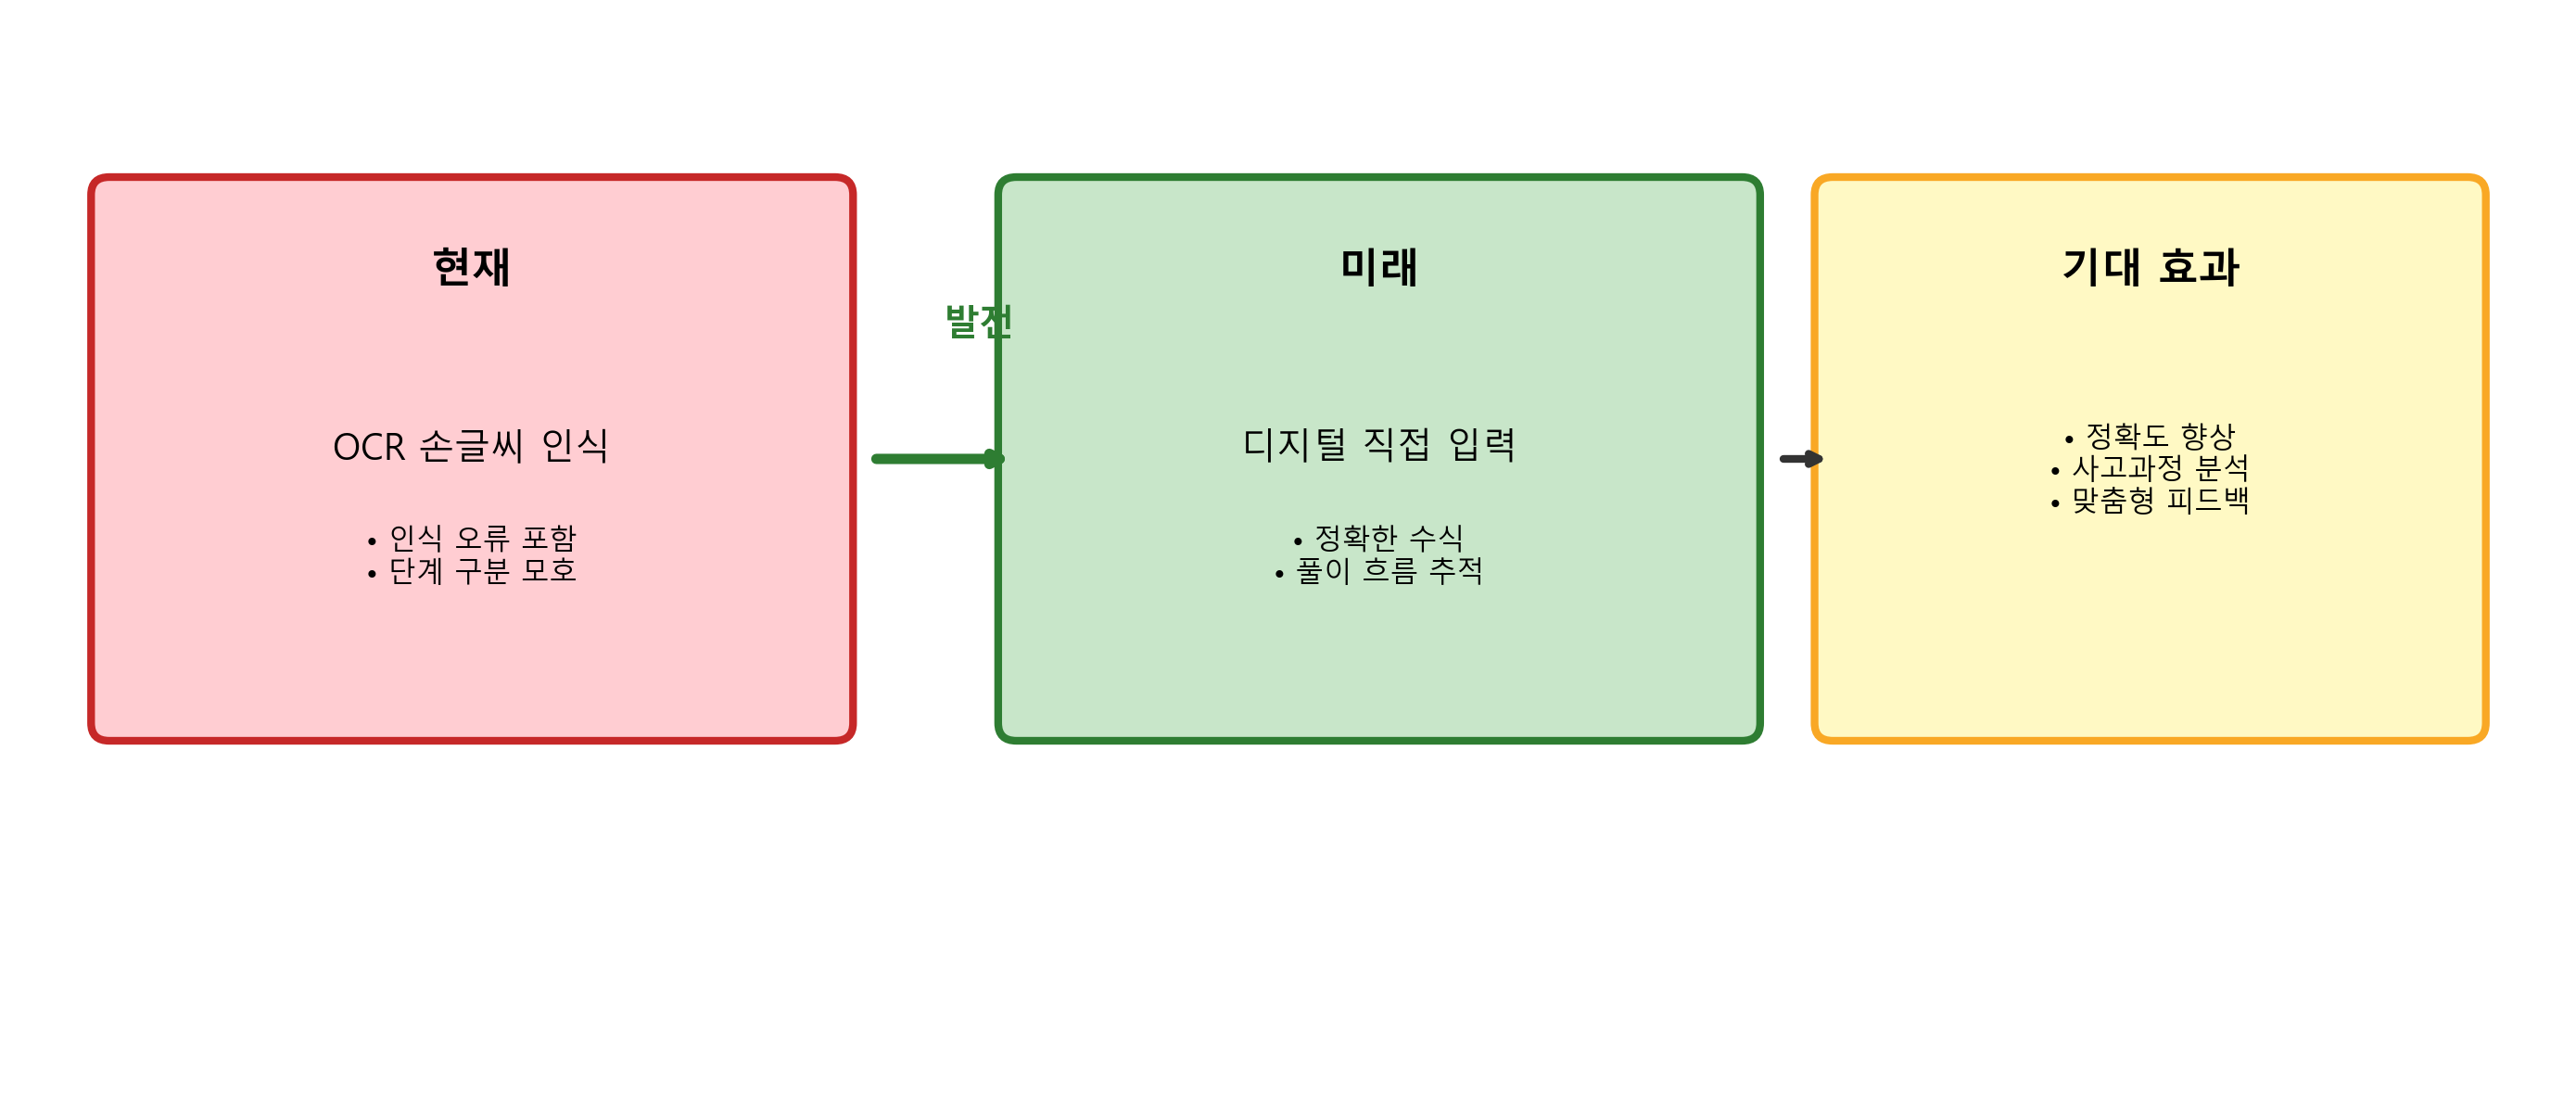 현재
OCR 손글씨 인식
• 인식 오류 포함
• 단계 구분 모호
발전
미래
디지털 직접 입력
• 정확한 수식
• 풀이 흐름 추적
기대 효과
• 정확도 향상
• 사고과정 분석
• 맞춤형 피드백